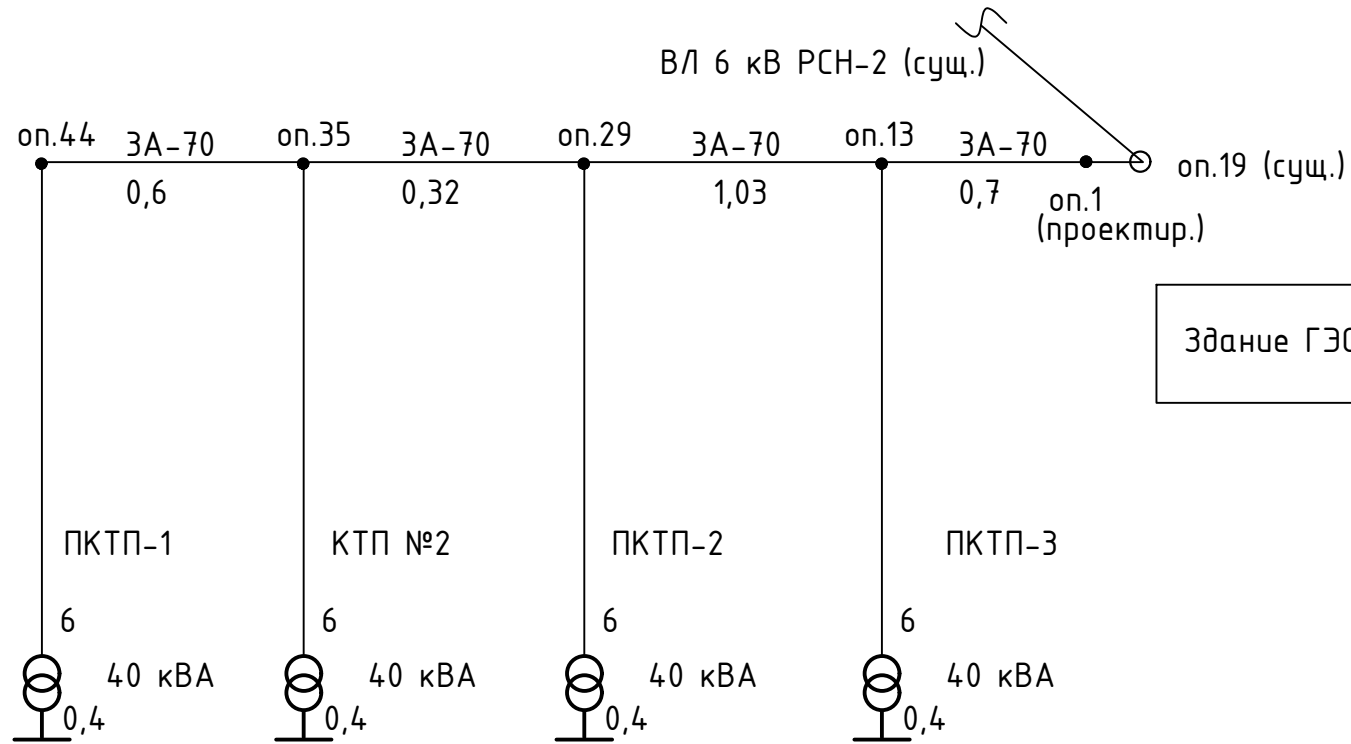 ВЛ 6 кВ РСН-2 (сущ.)
оп.44
3А-70
оп.35
3А-70
оп.29
3А-70
оп.13
3А-70
оп.19 (сущ.)
0,6
0,32
1,03
0,7
оп.1
(проектир.)
Здание ГЭС
ПКТП-1
КТП №2
ПКТП-2
ПКТП-3
6
6
6
6
40 кВА
40 кВА
40 кВА
40 кВА
0,4
0,4
0,4
0,4